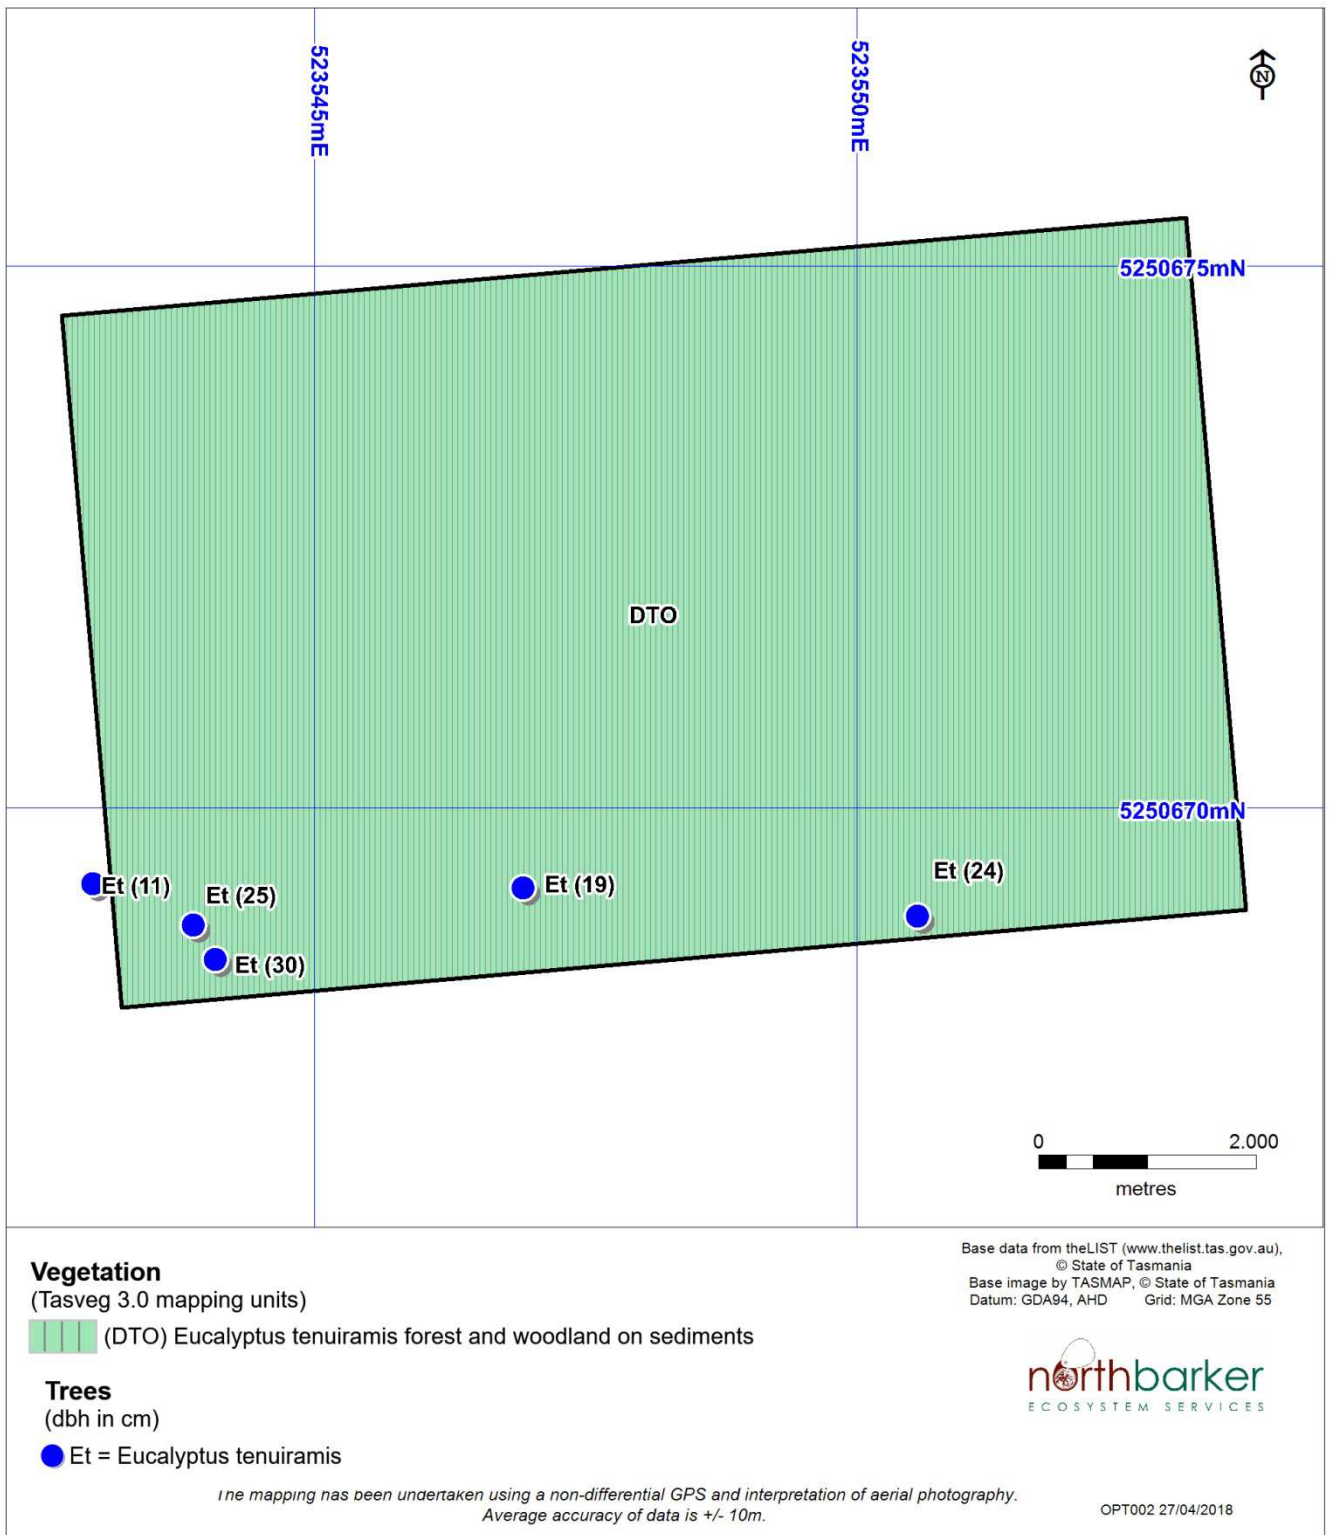 523545mE
523550mE
N
5250675mN
DTO
5250670mN
Et (11)
Et (25)
Et (30)
Et (19)
Et (24)
0 2.000
metres
Vegetation
(Tasveg 3.0 mapping units)
(DTO) Eucalyptus tenuiramis forest and woodland on sediments
Trees
(dbh in cm)
Et = Eucalyptus tenuiramis
Base data from theLIST (www.thelist.tas.gov.au),
© State of Tasmania
Base image by TASMAP, © State of Tasmania
Datum: GDA94, AHD Grid: MGA Zone 55
northbarker
ECOSYSTEM SERVICES
The mapping has been undertaken using a non-differential GPS and interpretation of aerial photography.
Average accuracy of data is +/- 10m.
OPT002 27/04/2018